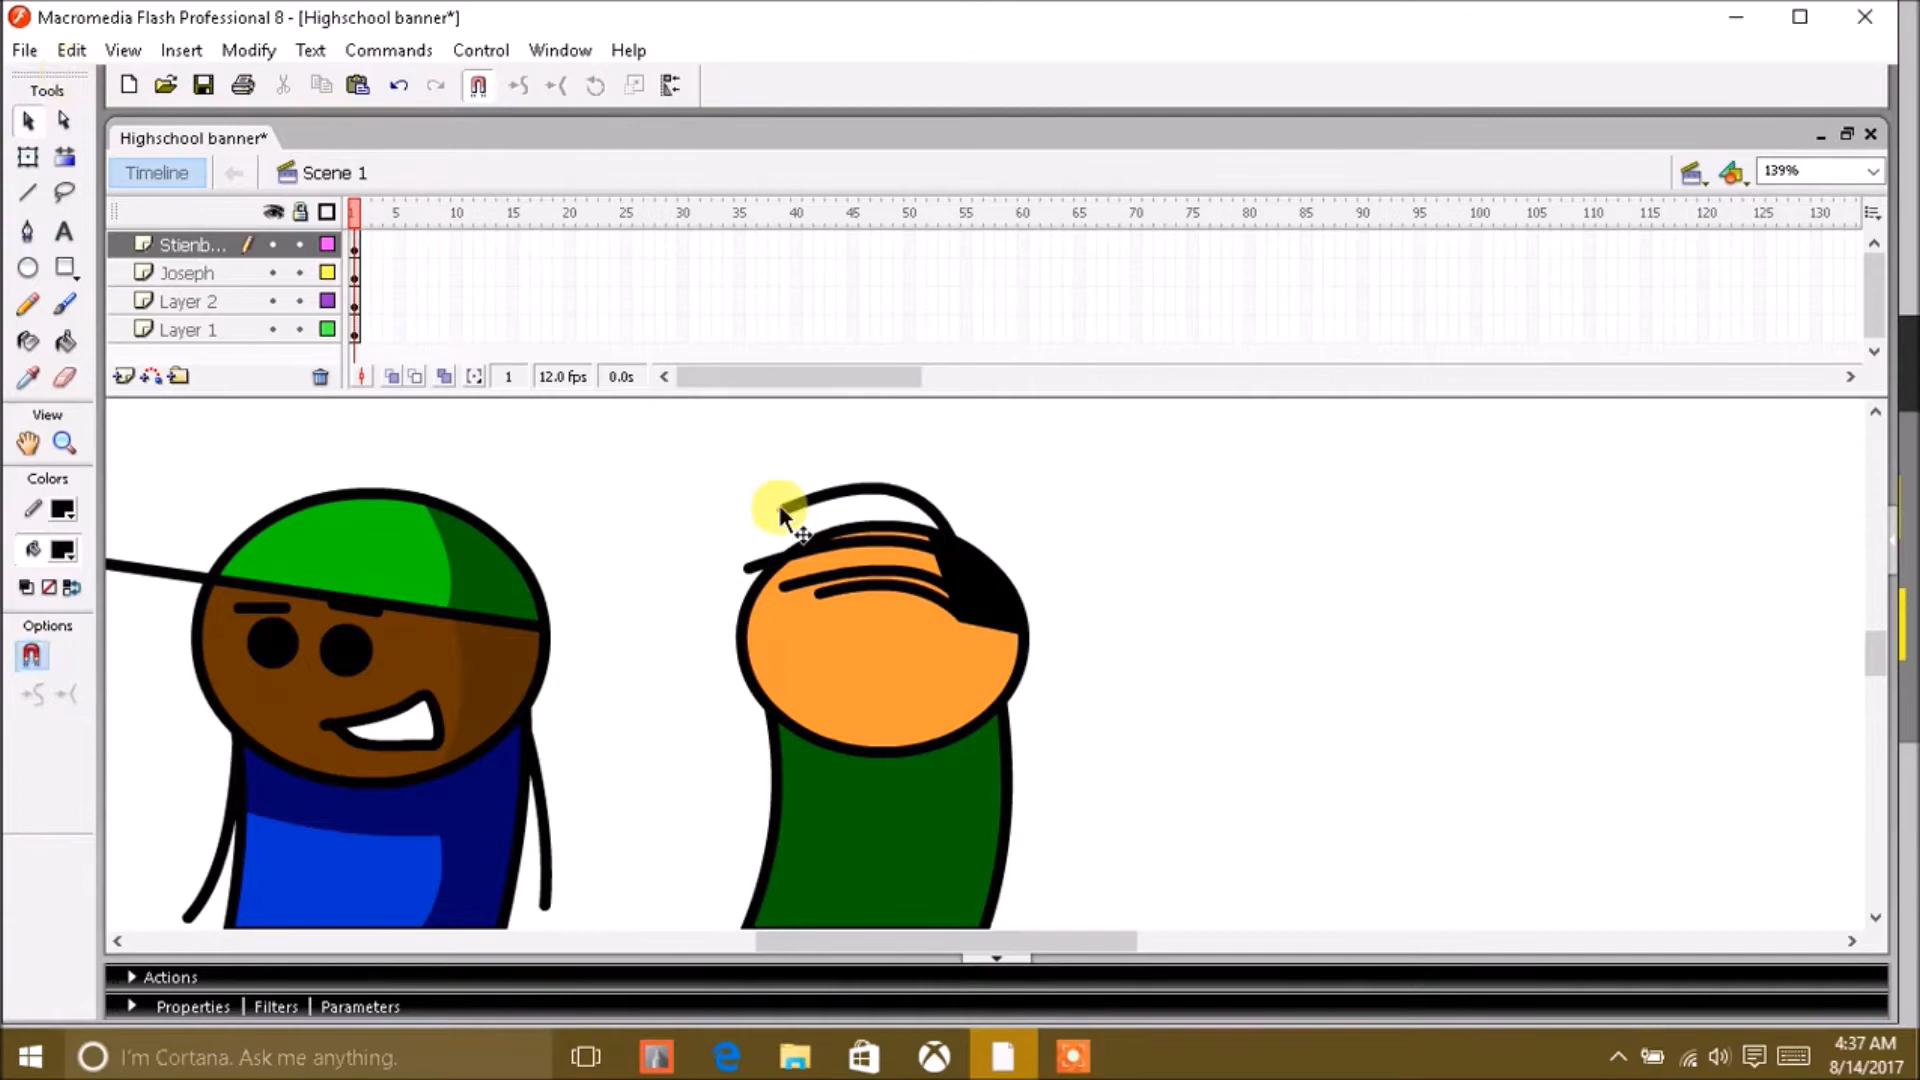 Macromedia Flash Professional 8 - [Highschool banner*]
File Edit View Insert Modify Text Commands Control Window Help
Tools
Highschool banner*
Timeline Scene 1 139%
1 5 10 15 20 25 30 35 40 45 50 55 60 65 70 75 80 85 90 95 100 105 110 115 120 125 130
Stienb...
Joseph
Layer 2
Layer 1
1 12.0 fps 0.0s
View
Colors
Options
Actions
Properties | Filters | Parameters
I'm Cortana. Ask me anything.
4:37 AM
8/14/2017